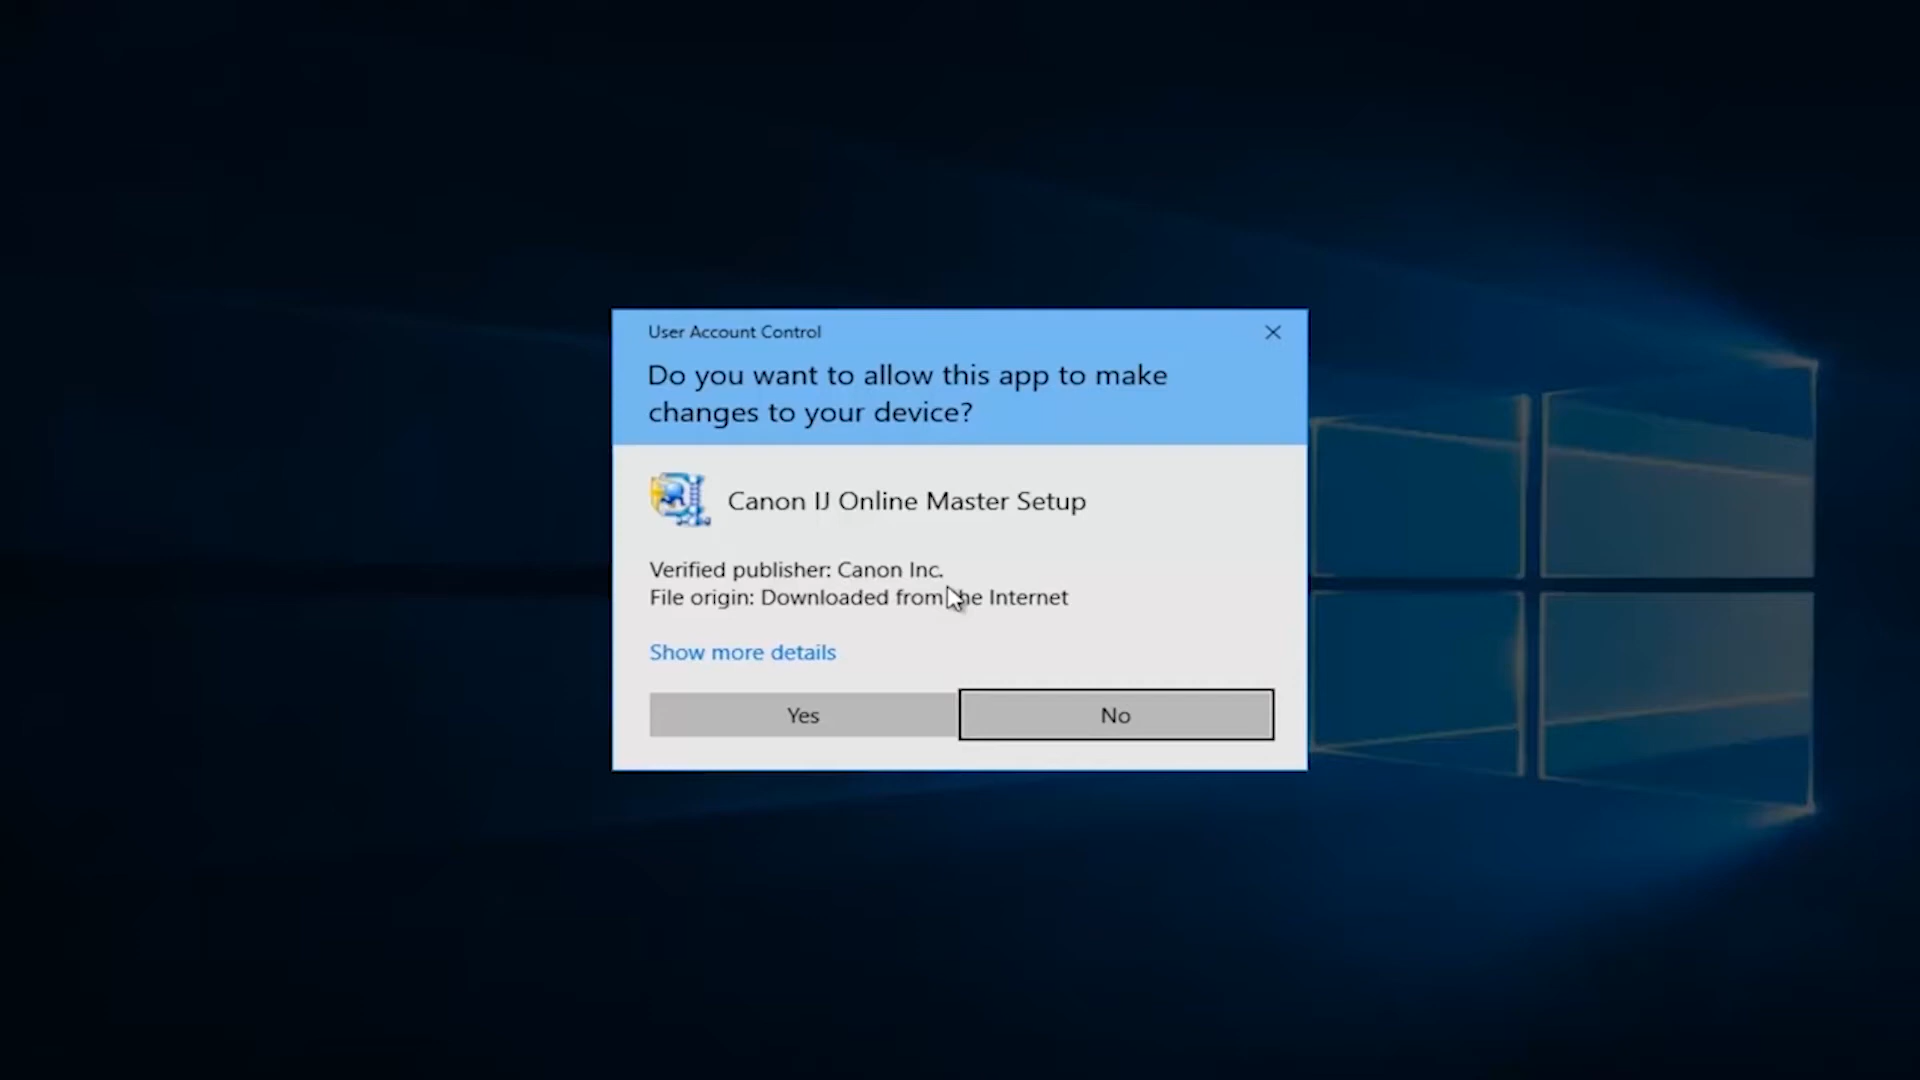 User Account Control
Do you want to allow this app to make
changes to your device?
Canon IJ Online Master Setup
Verified publisher: Canon Inc.
File origin: Downloaded from the Internet
Show more details
Yes
No